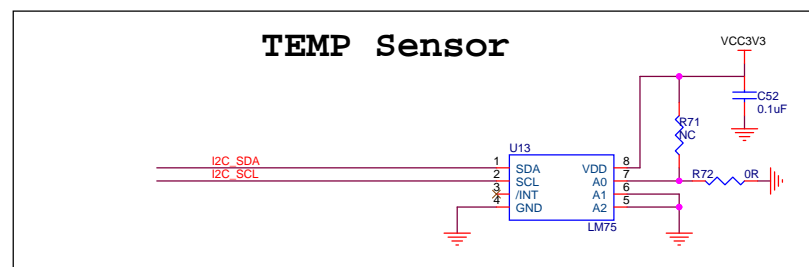 TEMP Sensor
VCC3V3
C52
0.1uF
R71
NC
U13
I2C_SDA
1
SDA
VDD
8
I2C_SCL
2
SCL
A0
7
R72
0R
3
/INT
A1
6
4
GND
A2
5
LM75